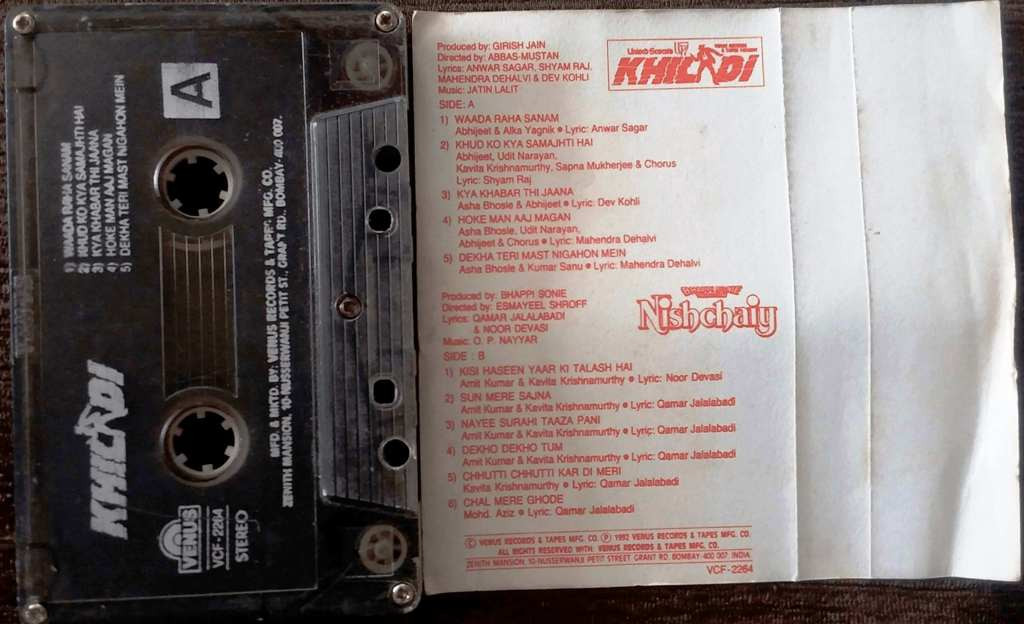 A
1) WAADA RAHA SANAM
2) KHUD KO KYA SAMAJHTI HAI
3) KYA KHABAR THI JAANA
4) HOKE MAN AAJ MAGAN
5) DEKHA TERI MAST NIGAHON MEIN
KHILADI
VENUS
VCF-2264
STEREO
MFD. & MKTD. BY: VENUS RECORDS & TAPES MFG. CO.
ZENITH MANSION, 10-NUSSERWANJI PETIT ST., GRANT RD., BOMBAY-400 007.
Produced by: GIRISH JAIN
Directed by: ABBAS-MUSTAN
Lyrics: ANWAR SAGAR, SHYAM RAJ,
MAHENDRA DEHALVI & DEV KOHLI
Music: JATIN LALIT
KHILADI
SIDE: A
1) WAADA RAHA SANAM
Abhijeet & Alka Yagnik • Lyric: Anwar Sagar
2) KHUD KO KYA SAMAJHTI HAI
Abhijeet, Udit Narayan,
Kavita Krishnamurthy, Sapna Mukherjee & Chorus
Lyric: Shyam Raj
3) KYA KHABAR THI JAANA
Asha Bhosle & Abhijeet • Lyric: Dev Kohli
4) HOKE MAN AAJ MAGAN
Asha Bhosle, Udit Narayan,
Abhijeet & Chorus • Lyric: Mahendra Dehalvi
5) DEKHA TERI MAST NIGAHON MEIN
Asha Bhosle & Kumar Sanu • Lyric: Mahendra Dehalvi
Produced by: BHAPPI SONIE
Directed by: ESMAYEEL SHROFF
Lyrics: QAMAR JALALABADI
& NOOR DEVASI
Music: O. P. NAYYAR
Nishchaiy
SIDE : B
1) KISI HASEEN YAAR KI TALASH HAI
Amit Kumar & Kavita Krishnamurthy • Lyric: Noor Devasi
2) SUN MERE SAJNA
Amit Kumar & Kavita Krishnamurthy • Lyric: Qamar Jalalabadi
3) NAYEE SURAHI TAAZA PANI
Amit Kumar & Kavita Krishnamurthy • Lyric: Qamar Jalalabadi
4) DEKHO DEKHO TUM
Amit Kumar & Kavita Krishnamurthy • Lyric: Qamar Jalalabadi
5) CHHUTTI CHHUTTI KAR DI MERI
Kavita Krishnamurthy • Lyric: Qamar Jalalabadi
6) CHAL MERE GHODE
Mohd. Aziz • Lyric: Qamar Jalalabadi
© VENUS RECORDS & TAPES MFG. CO. ℗ 1992 VENUS RECORDS & TAPES MFG. CO.
ALL RIGHTS RESERVED WITH: VENUS RECORDS & TAPES MFG. CO.
ZENITH MANSION, 10-NUSSERWANJI PETIT STREET, GRANT RD. BOMBAY-400 007. INDIA.
VCF-2264